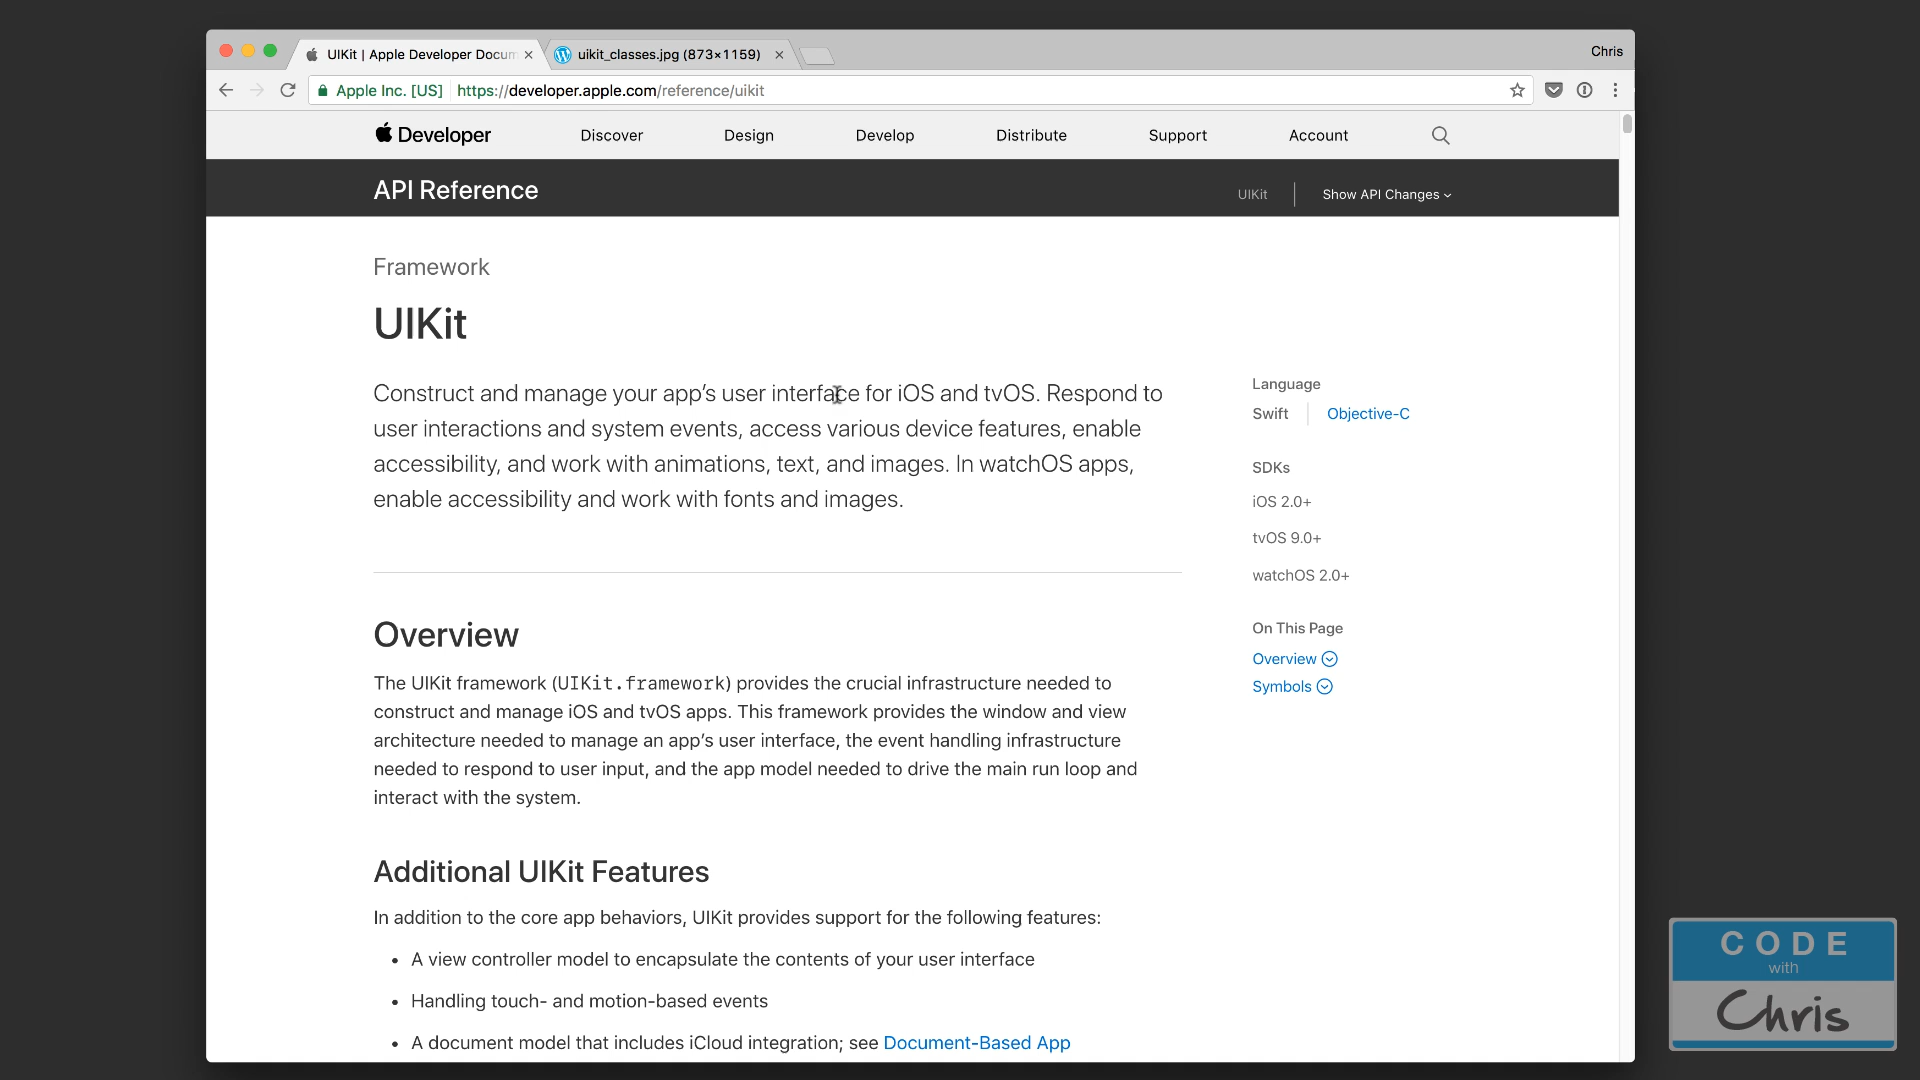 UIKit | Apple Developer Docum
uikit_classes.jpg (873×1159)
Chris
Apple Inc. [US]
https://developer.apple.com/reference/uikit
Developer
Discover
Design
Develop
Distribute
Support
Account
API Reference
UIKit
Show API Changes
Framework
UIKit
Construct and manage your app’s user interface for iOS and tvOS. Respond to
user interactions and system events, access various device features, enable
accessibility, and work with animations, text, and images. In watchOS apps,
enable accessibility and work with fonts and images.
Language
Swift
Objective-C
SDKs
iOS 2.0+
tvOS 9.0+
watchOS 2.0+
On This Page
Overview
Symbols
Overview
The UIKit framework (UIKit.framework) provides the crucial infrastructure needed to
construct and manage iOS and tvOS apps. This framework provides the window and view
architecture needed to manage an app’s user interface, the event handling infrastructure
needed to respond to user input, and the app model needed to drive the main run loop and
interact with the system.
Additional UIKit Features
In addition to the core app behaviors, UIKit provides support for the following features:
• A view controller model to encapsulate the contents of your user interface
• Handling touch- and motion-based events
• A document model that includes iCloud integration; see Document-Based App
CODE
with
Chris